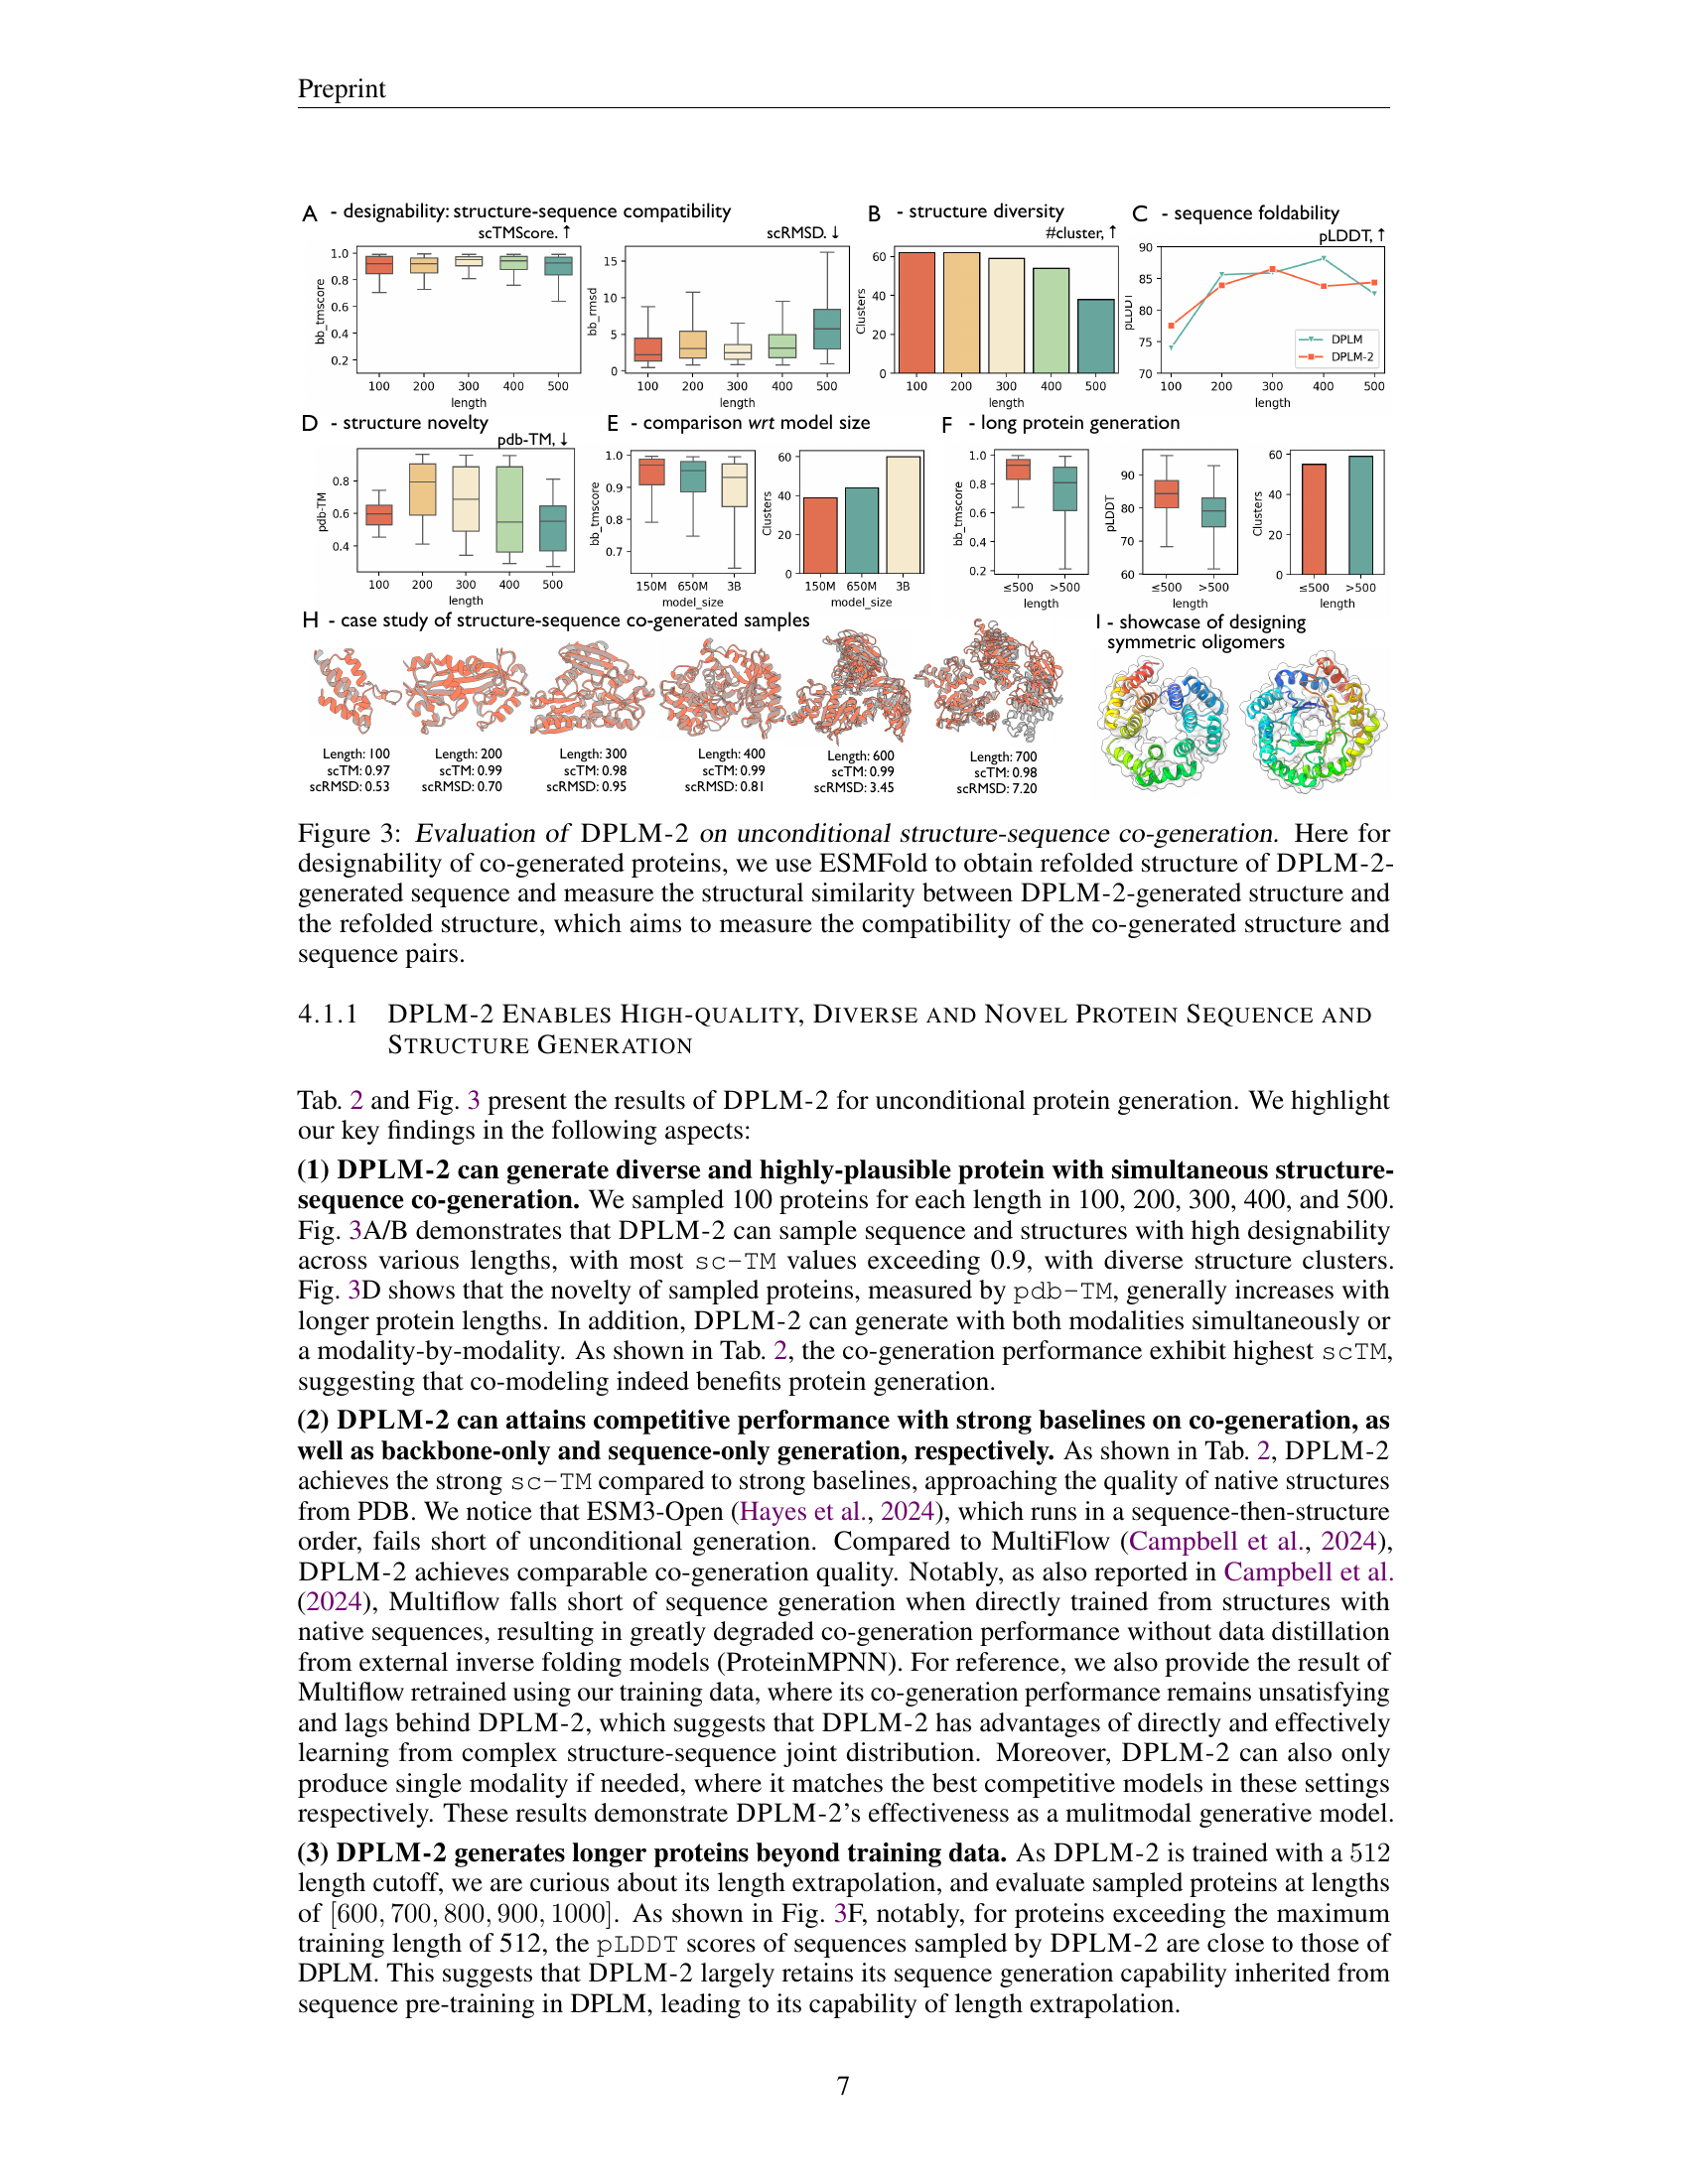 Preprint
A - designability: structure-sequence compatibility
scTMScore. ↑
scRMSD. ↓
bb_tmscore
1.0
0.8
0.6
0.4
0.2
100 200 300 400 500
length
bb_rmsd
15
10
5
0
100 200 300 400 500
length
B - structure diversity
#cluster, ↑
Clusters
60
40
20
0
100 200 300 400 500
length
C - sequence foldability
pLDDT, ↑
pLDDT
90
85
80
75
70
DPLM
DPLM-2
100 200 300 400 500
length
D - structure novelty
pdb-TM, ↓
pdb-TM
0.8
0.6
0.4
100 200 300 400 500
length
E - comparison wrt model size
bb_tmscore
1.0
0.9
0.8
0.7
150M 650M 3B
model_size
Clusters
60
40
20
0
150M 650M 3B
model_size
F - long protein generation
bb_tmscore
1.0
0.8
0.6
0.4
0.2
≤500 >500
length
pLDDT
90
80
70
60
≤500 >500
length
Clusters
60
40
20
0
≤500 >500
length
H - case study of structure-sequence co-generated samples
Length: 100
scTM: 0.97
scRMSD: 0.53
Length: 200
scTM: 0.99
scRMSD: 0.70
Length: 300
scTM: 0.98
scRMSD: 0.95
Length: 400
scTM: 0.99
scRMSD: 0.81
Length: 600
scTM: 0.99
scRMSD: 3.45
Length: 700
scTM: 0.98
scRMSD: 7.20
I - showcase of designing
symmetric oligomers
Figure 3: Evaluation of DPLM-2 on unconditional structure-sequence co-generation. Here for
designability of co-generated proteins, we use ESMFold to obtain refolded structure of DPLM-2-
generated sequence and measure the structural similarity between DPLM-2-generated structure and
the refolded structure, which aims to measure the compatibility of the co-generated structure and
sequence pairs.
4.1.1 DPLM-2 ENABLES HIGH-QUALITY, DIVERSE AND NOVEL PROTEIN SEQUENCE AND
STRUCTURE GENERATION
Tab. 2 and Fig. 3 present the results of DPLM-2 for unconditional protein generation. We highlight
our key findings in the following aspects:
(1) DPLM-2 can generate diverse and highly-plausible protein with simultaneous structure-
sequence co-generation. We sampled 100 proteins for each length in 100, 200, 300, 400, and 500.
Fig. 3A/B demonstrates that DPLM-2 can sample sequence and structures with high designability
across various lengths, with most sc-TM values exceeding 0.9, with diverse structure clusters.
Fig. 3D shows that the novelty of sampled proteins, measured by pdb-TM, generally increases with
longer protein lengths. In addition, DPLM-2 can generate with both modalities simultaneously or
a modality-by-modality. As shown in Tab. 2, the co-generation performance exhibit highest scTM,
suggesting that co-modeling indeed benefits protein generation.
(2) DPLM-2 can attains competitive performance with strong baselines on co-generation, as
well as backbone-only and sequence-only generation, respectively. As shown in Tab. 2, DPLM-2
achieves the strong sc-TM compared to strong baselines, approaching the quality of native structures
from PDB. We notice that ESM3-Open (Hayes et al., 2024), which runs in a sequence-then-structure
order, fails short of unconditional generation. Compared to MultiFlow (Campbell et al., 2024),
DPLM-2 achieves comparable co-generation quality. Notably, as also reported in Campbell et al.
(2024), Multiflow falls short of sequence generation when directly trained from structures with
native sequences, resulting in greatly degraded co-generation performance without data distillation
from external inverse folding models (ProteinMPNN). For reference, we also provide the result of
Multiflow retrained using our training data, where its co-generation performance remains unsatisfying
and lags behind DPLM-2, which suggests that DPLM-2 has advantages of directly and effectively
learning from complex structure-sequence joint distribution. Moreover, DPLM-2 can also only
produce single modality if needed, where it matches the best competitive models in these settings
respectively. These results demonstrate DPLM-2's effectiveness as a mulitmodal generative model.
(3) DPLM-2 generates longer proteins beyond training data. As DPLM-2 is trained with a 512
length cutoff, we are curious about its length extrapolation, and evaluate sampled proteins at lengths
of [600, 700, 800, 900, 1000]. As shown in Fig. 3F, notably, for proteins exceeding the maximum
training length of 512, the pLDDT scores of sequences sampled by DPLM-2 are close to those of
DPLM. This suggests that DPLM-2 largely retains its sequence generation capability inherited from
sequence pre-training in DPLM, leading to its capability of length extrapolation.
7